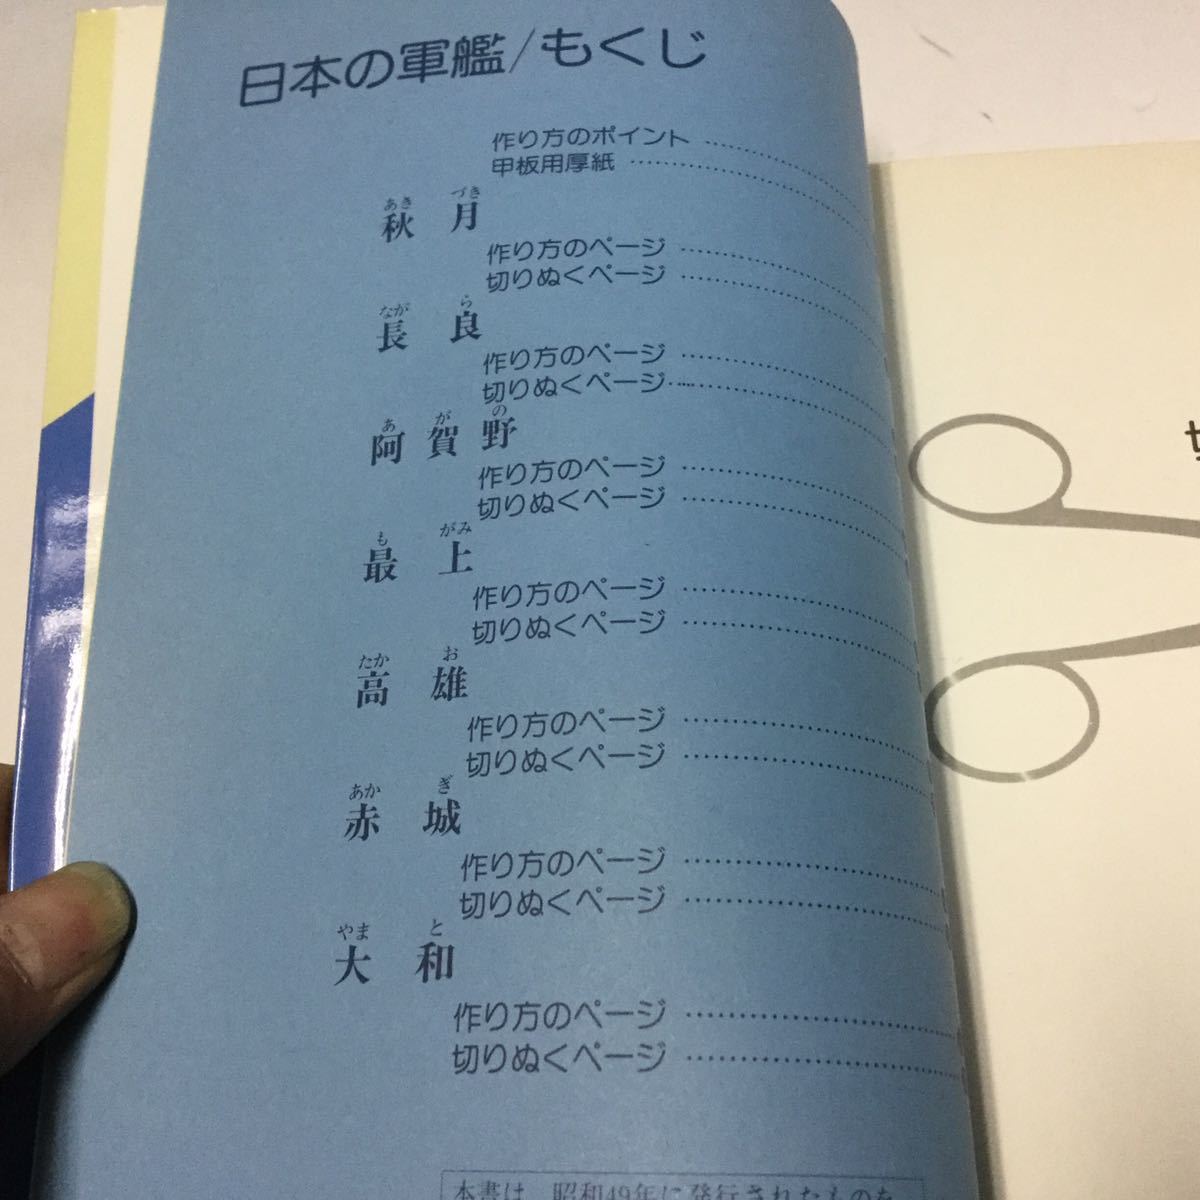 日本の軍艦/もくじ
作り方のポイント
甲板用厚紙
あき づき
秋 月
作り方のページ
切りぬくページ
なが ら
長 良
作り方のページ
切りぬくページ
あ が の
阿 賀 野
作り方のページ
切りぬくページ
も がみ
最 上
作り方のページ
切りぬくページ
たか お
高 雄
作り方のページ
切りぬくページ
あか ぎ
赤 城
作り方のページ
切りぬくページ
やま と
大 和
作り方のページ
切りぬくページ
本書は、昭和49年に発行されたものを